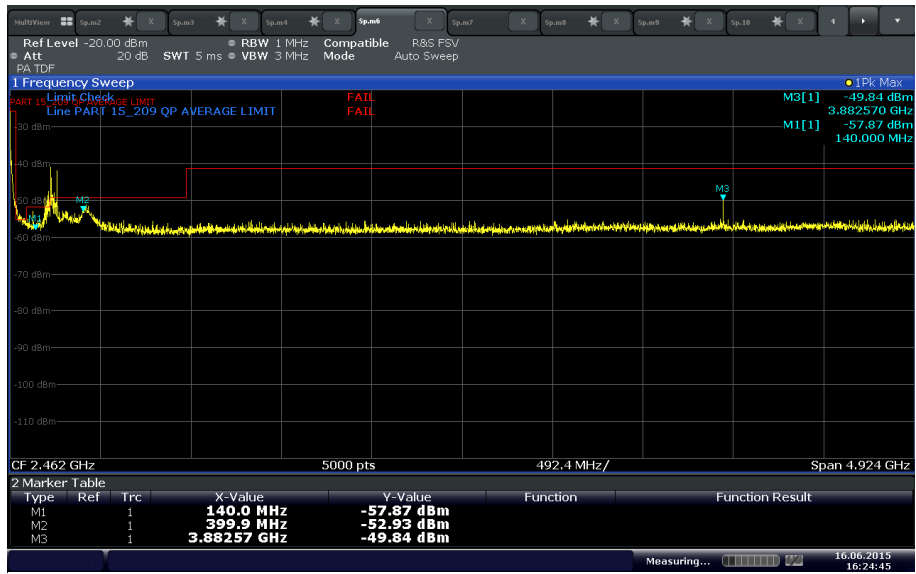 MultiView Sp.m2 X Sp.m3 X Sp.m4 X Sp.m6 X Sp.m7 X Sp.m8 X Sp.m9 X Sp.10 X
Ref Level -20.00 dBm RBW 1 MHz Compatible R&S FSV
Att 20 dB SWT 5 ms VBW 3 MHz Mode Auto Sweep
PA TDF
1 Frequency Sweep 1Pk Max
Limit Check FAIL M3[1] -49.84 dBm
PART 15_209 QP AVERAGE LIMIT
Line PART 15_209 QP AVERAGE LIMIT FAIL 3.882570 GHz
-30 dBm M1[1] -57.87 dBm
140.000 MHz
-40 dBm
M3
-50 dBm M2
M1
-60 dBm
-70 dBm
-80 dBm
-90 dBm
-100 dBm
-110 dBm
CF 2.462 GHz 5000 pts 492.4 MHz/ Span 4.924 GHz
2 Marker Table
Type Ref Trc X-Value Y-Value Function Function Result
M1 1 140.0 MHz -57.87 dBm
M2 1 399.9 MHz -52.93 dBm
M3 1 3.88257 GHz -49.84 dBm
Measuring... 16.06.2015
16:24:45